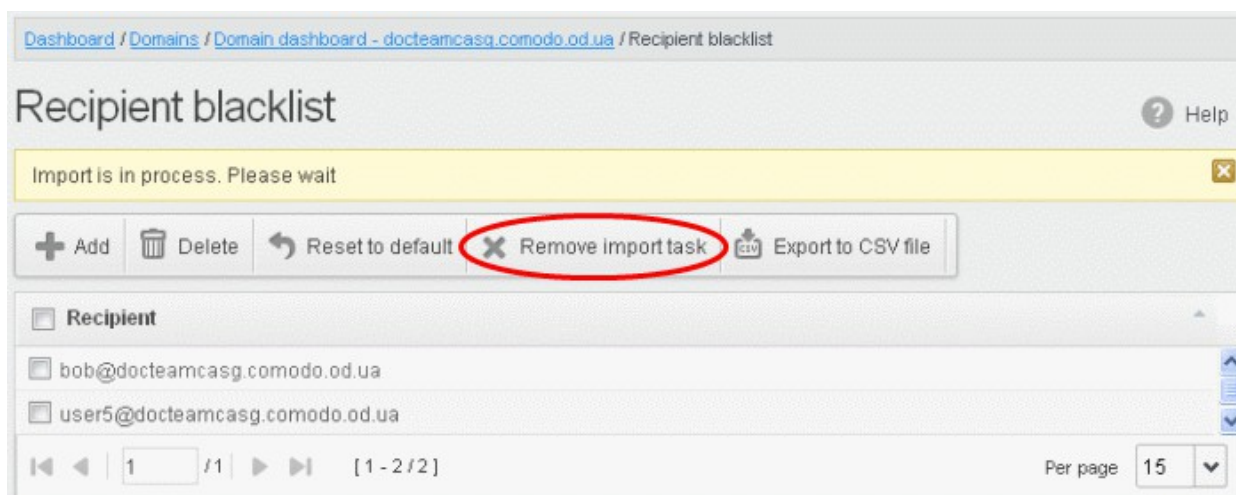 Dashboard / Domains / Domain dashboard - docteamcasg.comodo.od.ua / Recipient blacklist
Recipient blacklist
Help
Import is in process. Please wait
Add Delete Reset to default Remove import task CSV Export to CSV file
Recipient
bob@docteamcasg.comodo.od.ua
user5@docteamcasg.comodo.od.ua
1 /1 [1 - 2 / 2] Per page 15